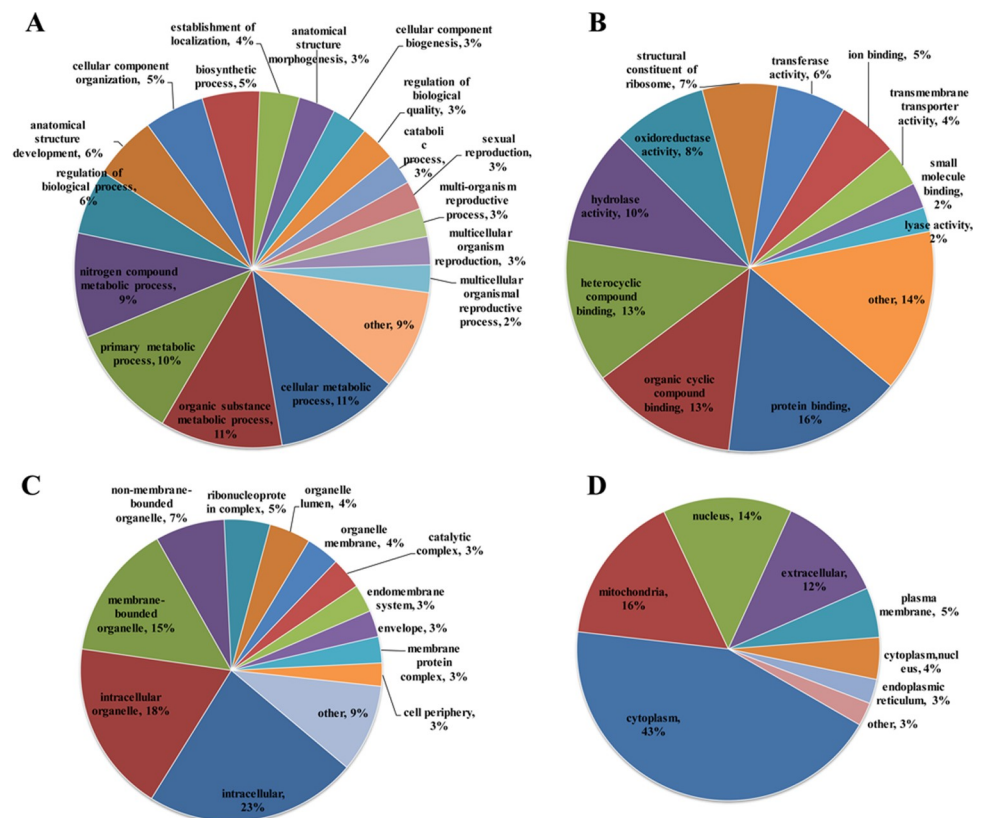 A
establishment of
localization, 4%
anatomical
structure
morphogenesis, 3%
cellular component
biogenesis, 3%
cellular component
organization, 5%
biosynthetic
process, 5%
regulation of
biological
quality, 3%
cataboli
c
process,
3%
sexual
reproduction,
3%
anatomical
structure
development, 6%
regulation of
biological process,
6%
multi-organism
reproductive
process, 3%
multicellular
organism
reproduction, 3%
multicellular
organismal
reproductive
process, 2%
nitrogen compound
metabolic process,
9%
other, 9%
primary metabolic
process, 10%
organic substance
metabolic process,
11%
cellular metabolic
process, 11%
B
structural
constituent of
ribosome, 7%
transferase
activity, 6%
ion binding, 5%
transmembrane
transporter
activity, 4%
oxidoreductase
activity, 8%
small
molecule
binding,
2%
hydrolase
activity, 10%
lyase activity,
2%
heterocyclic
compound
binding, 13%
other, 14%
organic cyclic
compound
binding, 13%
protein binding,
16%
C
non-membrane-
bounded
organelle, 7%
ribonucleoprote
in complex, 5%
organelle
lumen, 4%
organelle
membrane, 4%
catalytic
complex, 3%
endomembrane
system, 3%
envelope, 3%
membrane
protein
complex, 3%
cell periphery,
3%
membrane-
bounded
organelle, 15%
intracellular
organelle, 18%
other, 9%
intracellular,
23%
D
nucleus, 14%
extracellular,
12%
mitochondria,
16%
plasma
membrane, 5%
cytoplasm,nucl
eus, 4%
endoplasmic
reticulum, 3%
other, 3%
cytoplasm,
43%